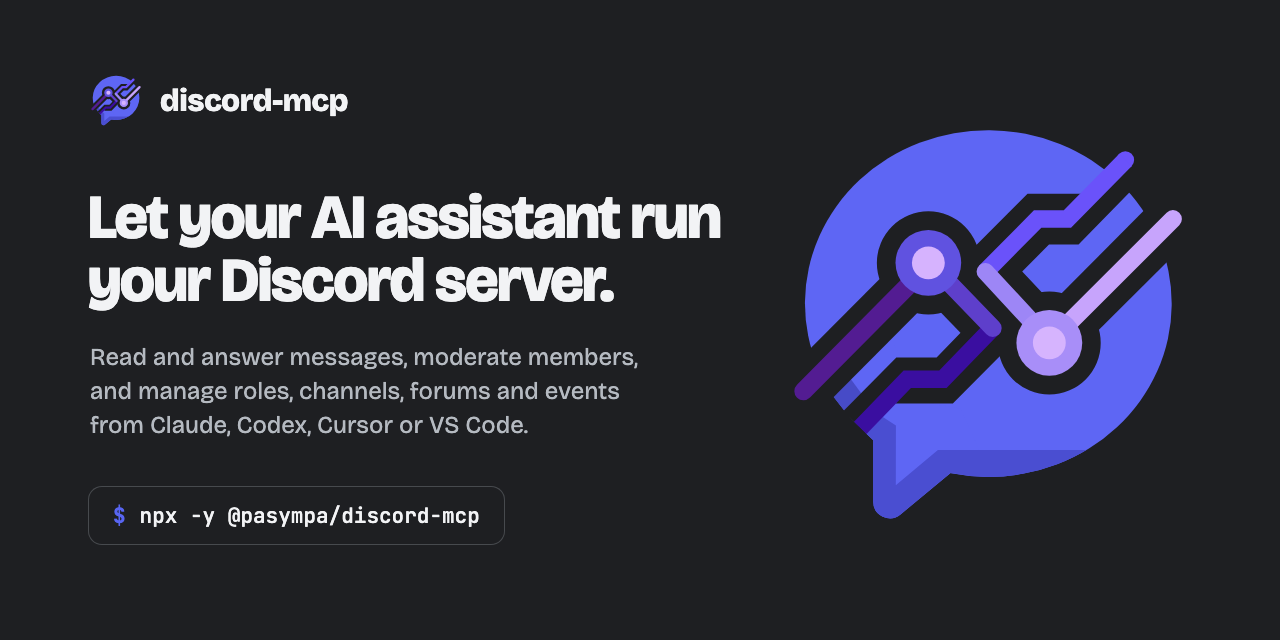 discord-mcp
Let your AI assistant run
your Discord server.
Read and answer messages, moderate members,
and manage roles, channels, forums and events
from Claude, Codex, Cursor or VS Code.
$ npx -y @pasympa/discord-mcp